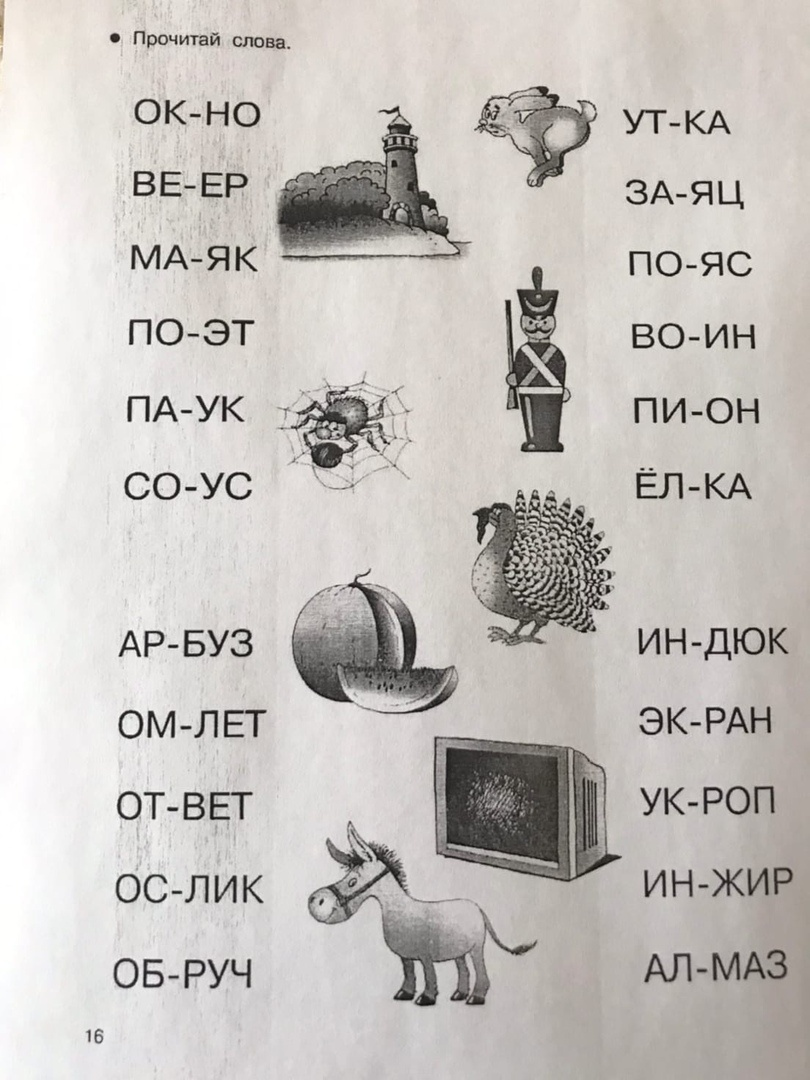 • Прочитай слова.
ОК-НО
ВЕ-ЕР
МА-ЯК
ПО-ЭТ
ПА-УК
СО-УС
АР-БУЗ
ОМ-ЛЕТ
ОТ-ВЕТ
ОС-ЛИК
ОБ-РУЧ
УТ-КА
ЗА-ЯЦ
ПО-ЯС
ВО-ИН
ПИ-ОН
ЁЛ-КА
ИН-ДЮК
ЭК-РАН
УК-РОП
ИН-ЖИР
АЛ-МАЗ
16